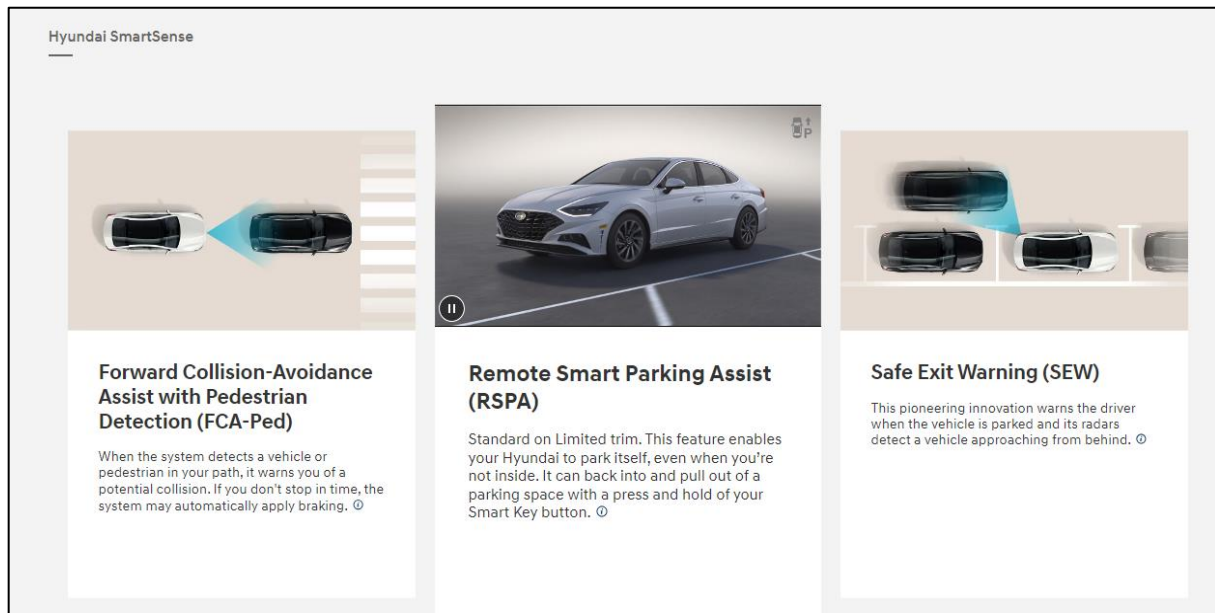 Hyundai SmartSense
P
Forward Collision-Avoidance
Assist with Pedestrian
Detection (FCA-Ped)
When the system detects a vehicle or
pedestrian in your path, it warns you of a
potential collision. If you don't stop in time, the
system may automatically apply braking.
Remote Smart Parking Assist
(RSPA)
Standard on Limited trim. This feature enables
your Hyundai to park itself, even when you’re
not inside. It can back into and pull out of a
parking space with a press and hold of your
Smart Key button.
Safe Exit Warning (SEW)
This pioneering innovation warns the driver
when the vehicle is parked and its radars
detect a vehicle approaching from behind.